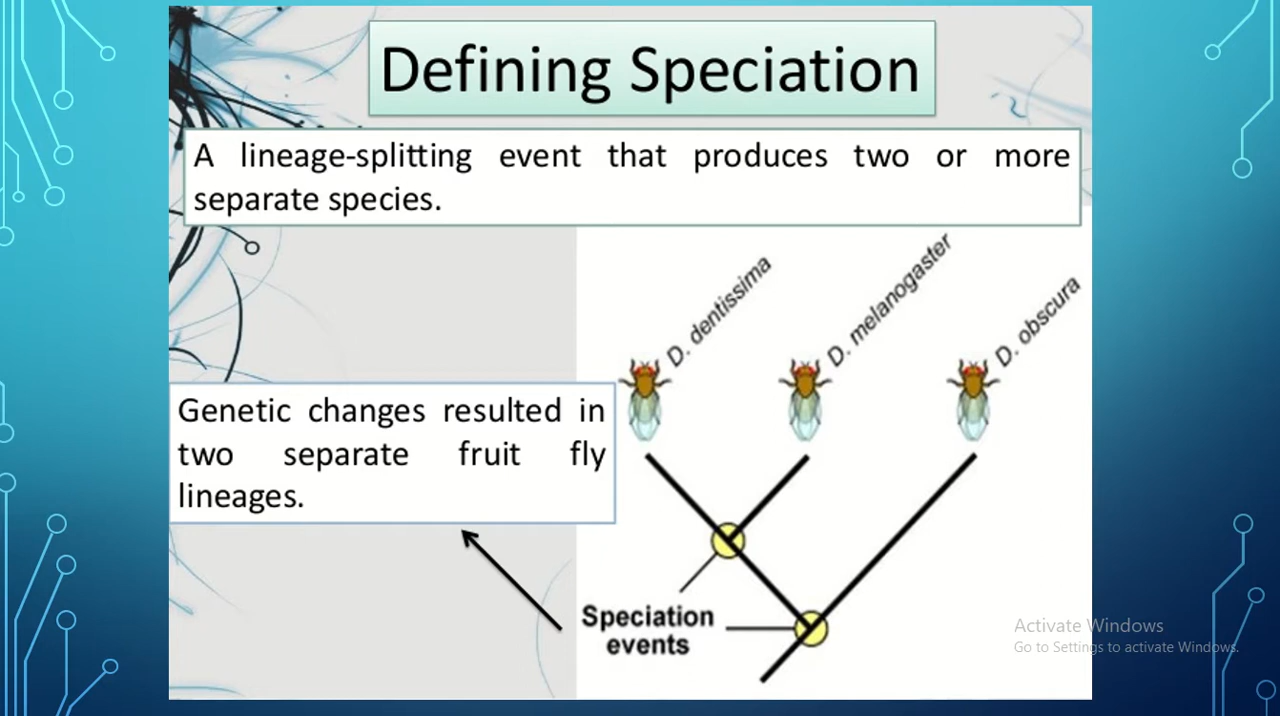 Defining Speciation
A lineage-splitting event that produces two or more
separate species.
D. dentissima
D. melanogaster
D. obscura
Genetic changes resulted in
two separate fruit fly
lineages.
Speciation
events
Activate Windows
Go to Settings to activate Windows.